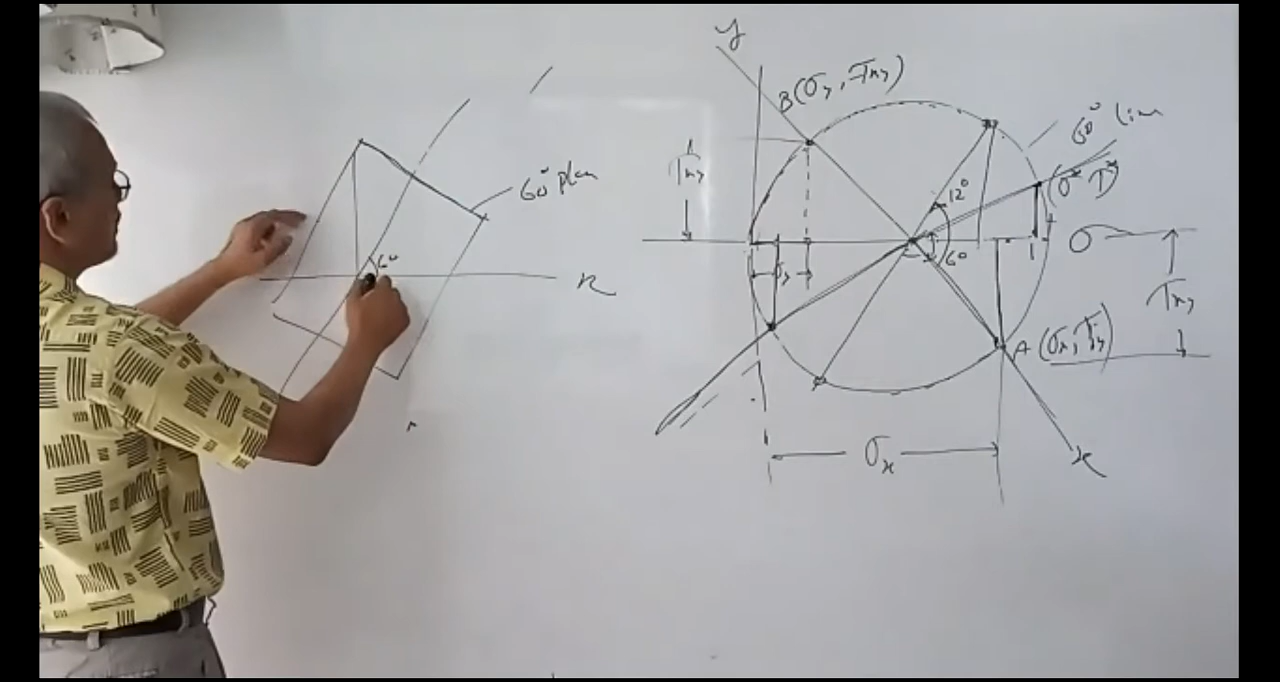 60° plan
60
x
y
B(σy, -τxy)
60° line
(σ* τ*)
τxy
12°
60
σ
σy
τxy
A (σx, τxy)
σx
x